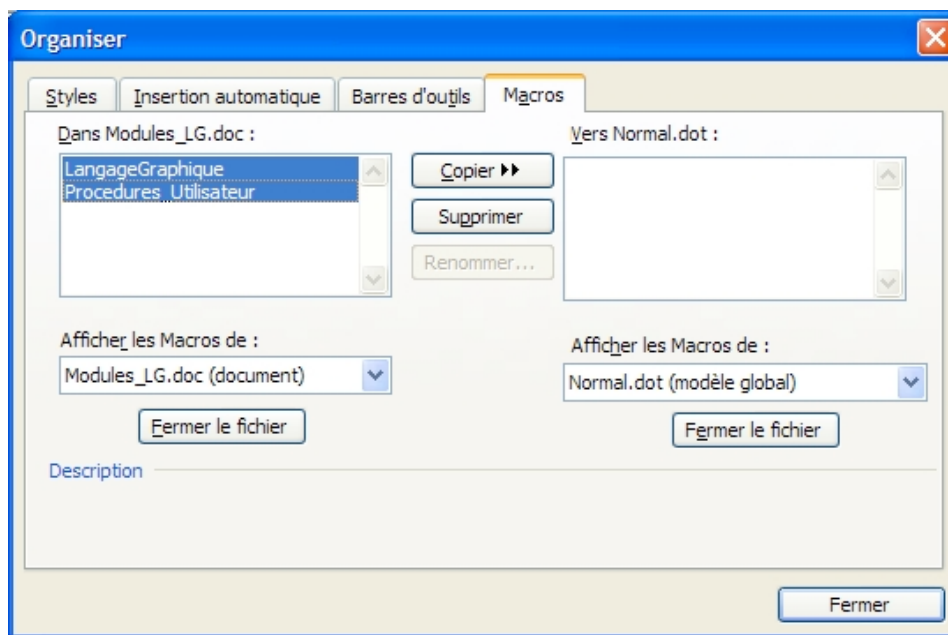 Organiser
Styles
Insertion automatique
Barres d'outils
Macros
Dans Modules_LG.doc :
Vers Normal.dot :
LangageGraphique
Procedures_Utilisateur
Copier
Supprimer
Renommer...
Afficher les Macros de :
Afficher les Macros de :
Modules_LG.doc (document)
Normal.dot (modèle global)
Fermer le fichier
Fermer le fichier
Description
Fermer